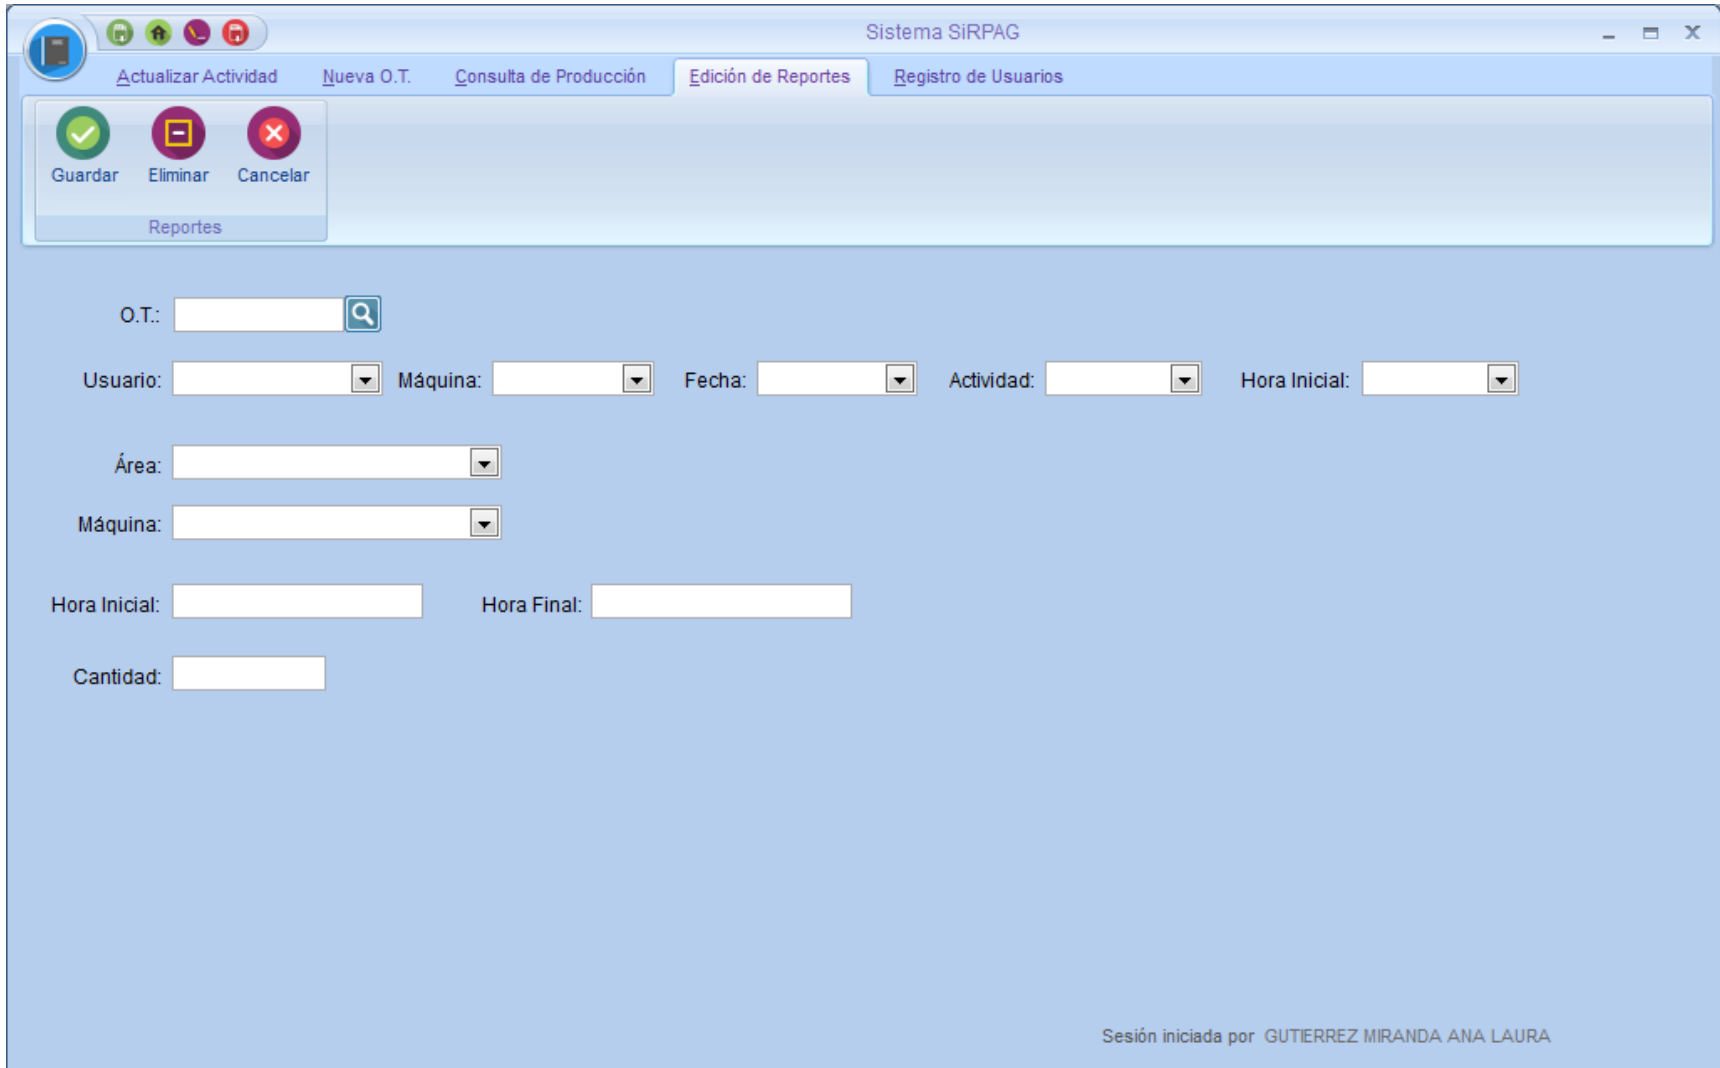 Sistema SiRPAG
Actualizar Actividad Nueva O.T. Consulta de Producción Edición de Reportes Registro de Usuarios
Guardar Eliminar Cancelar
Reportes
O.T.:
Usuario: Máquina: Fecha: Actividad: Hora Inicial:
Área:
Máquina:
Hora Inicial: Hora Final:
Cantidad:
Sesión iniciada por GUTIERREZ MIRANDA ANA LAURA